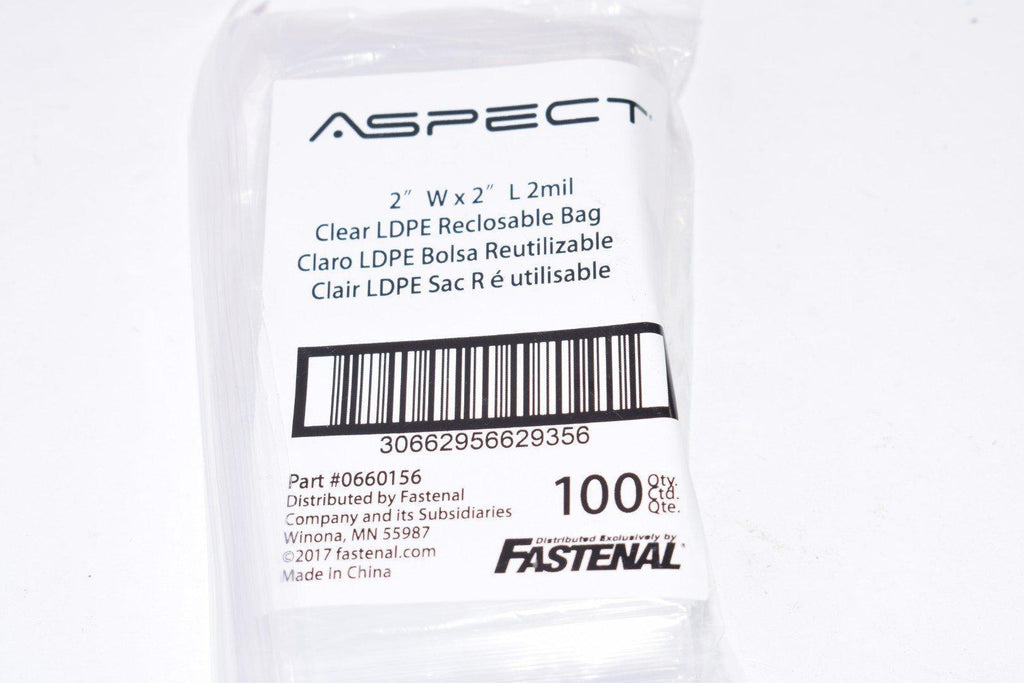 ASPECT
2" W x 2" L 2mil
Clear LDPE Reclosable Bag
Claro LDPE Bolsa Reutilizable
Clair LDPE Sac R é utilisable
30662956629356
Part #0660156
Distributed by Fastenal
Company and its Subsidiaries
Winona, MN 55987
©2017 fastenal.com
Made in China
100 Qty.
Ctd.
Qte.
Distributed Exclusively by
FASTENAL